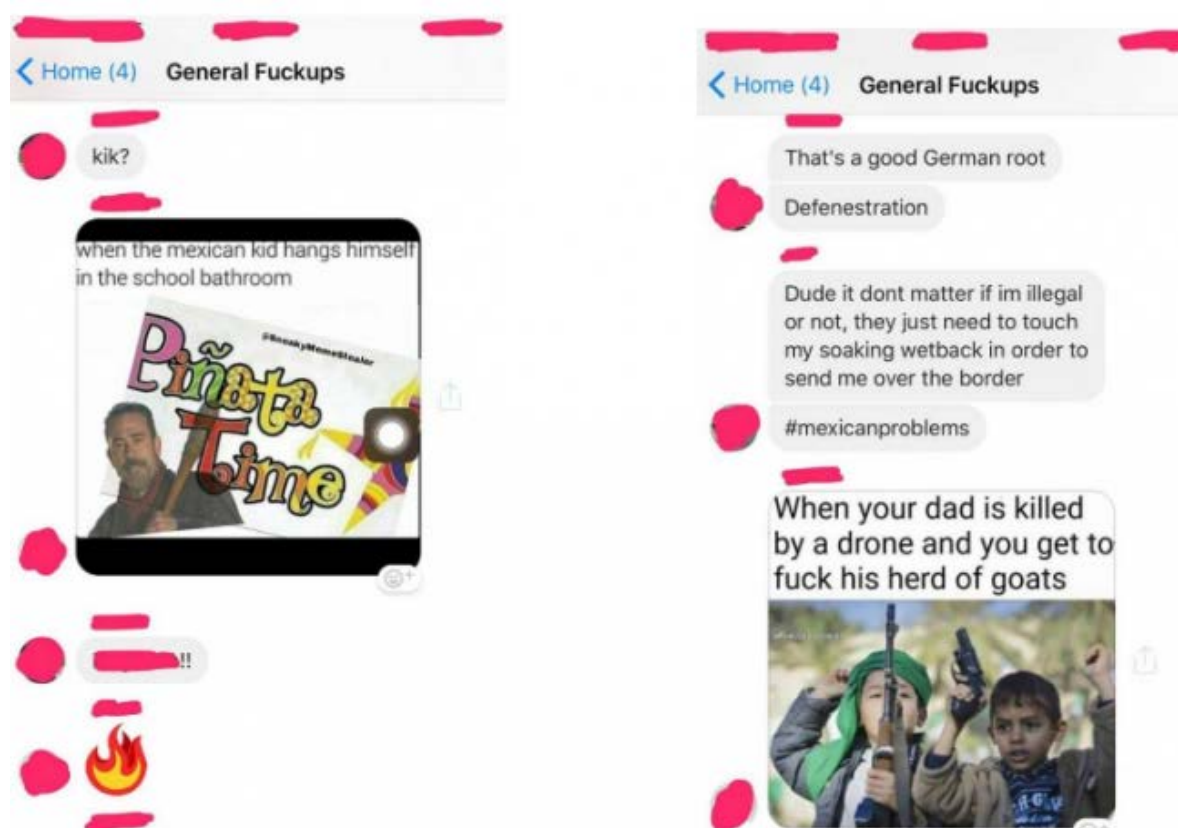 Home (4) General Fuckups
kik?
when the mexican kid hangs himself
in the school bathroom
@SneakyMemeStealer
Piñata
Time
!!
Home (4) General Fuckups
That's a good German root
Defenestration
Dude it dont matter if im illegal
or not, they just need to touch
my soaking wetback in order to
send me over the border
#mexicanproblems
When your dad is killed
by a drone and you get to
fuck his herd of goats